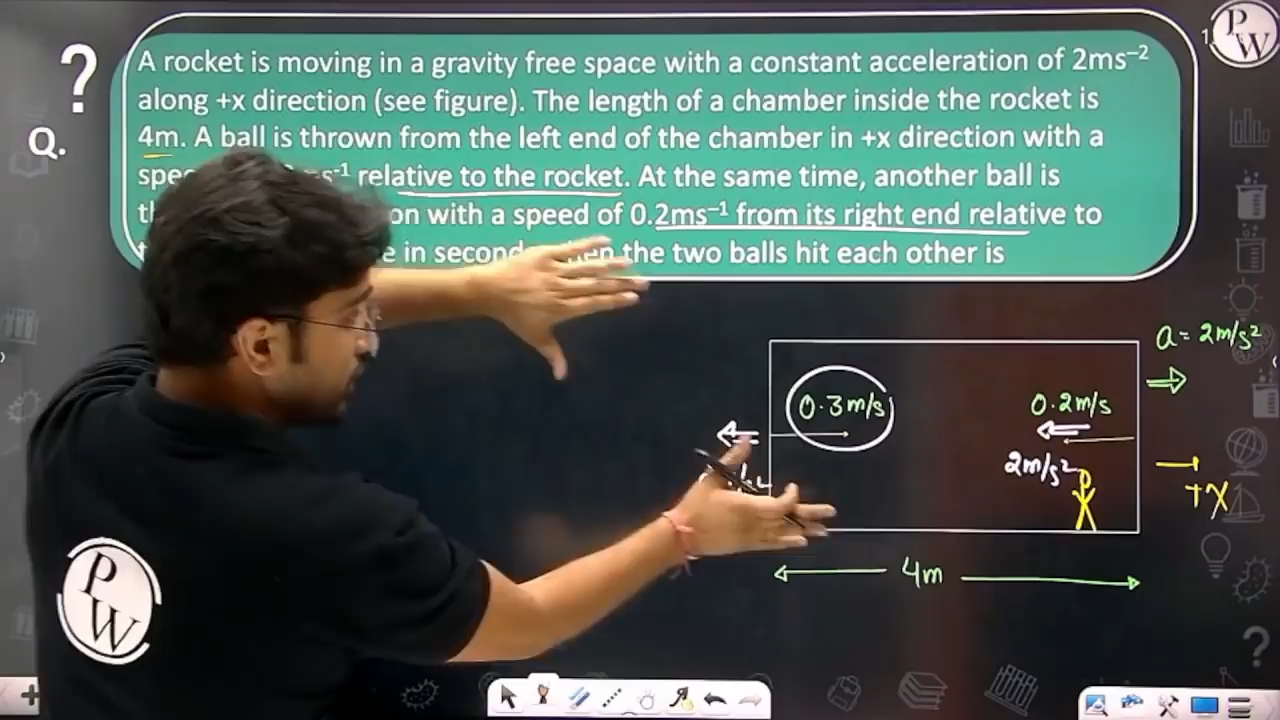 ?
Q.
A rocket is moving in a gravity free space with a constant acceleration of 2ms⁻²
along +x direction (see figure). The length of a chamber inside the rocket is
4m. A ball is thrown from the left end of the chamber in +x direction with a
relative to the rocket. At the same time, another ball is
with a speed of 0.2ms⁻¹ from its right end relative to
in the two balls hit each other is
P
W
a = 2m/s²
0.3m/s
0.2m/s
2m/s²
+x
4m
P
W